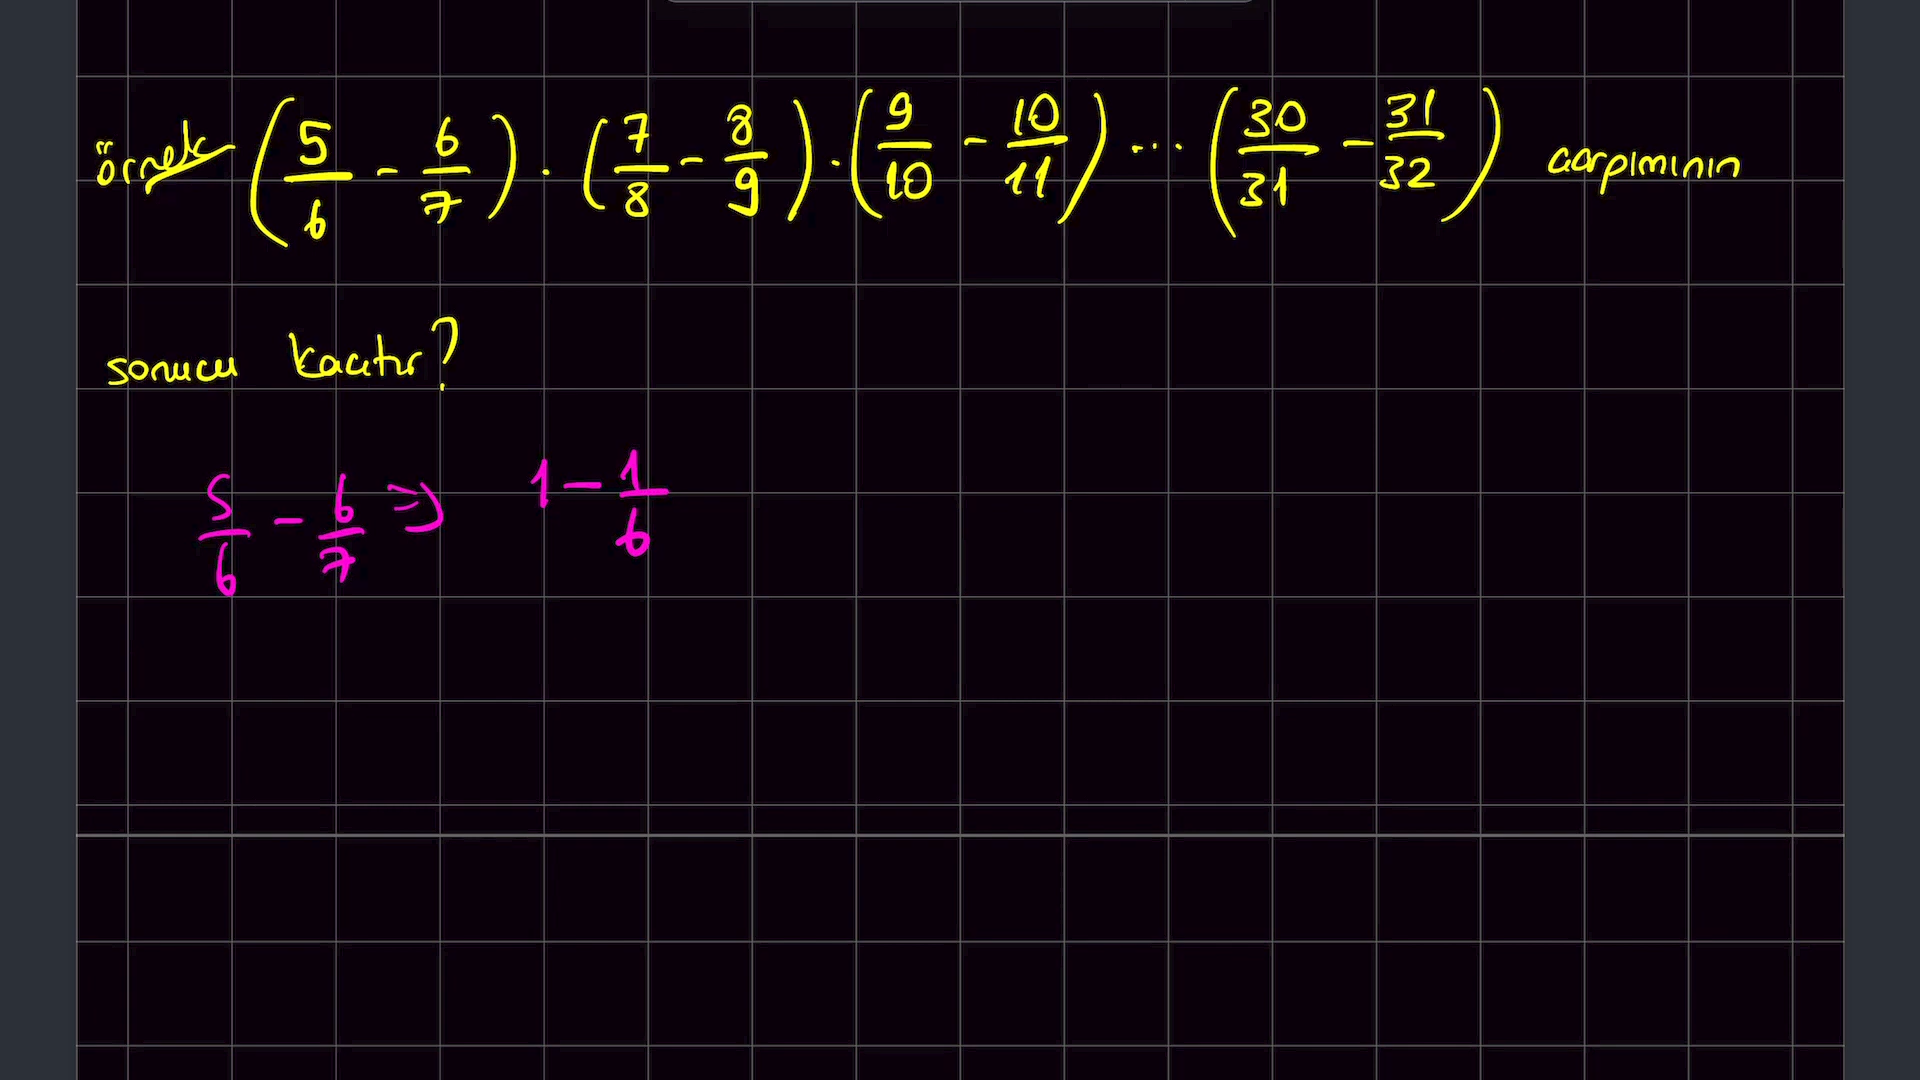 örnek (5/6 - 6/7) · (7/8 - 8/9) · (9/10 - 10/11) ... (30/31 - 31/32) çarpımının
sonucu kaçtır?
5/6 - 6/7 ⇒ 1 - 1/6